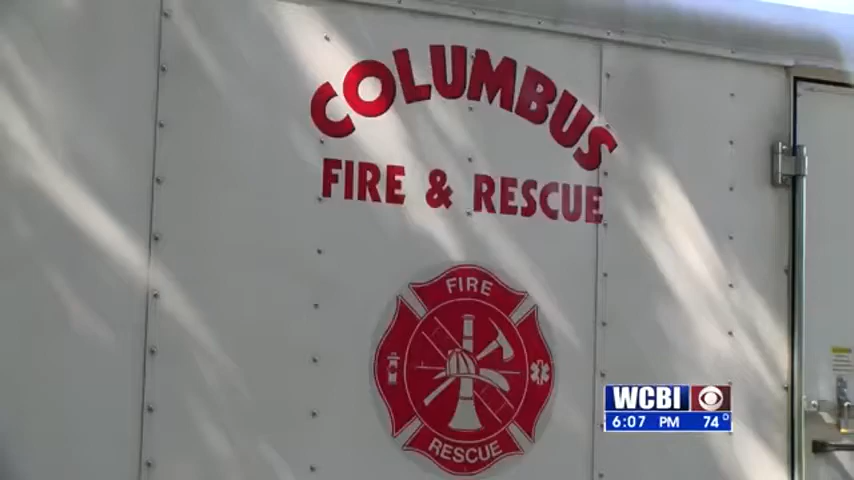 COLUMBUS
FIRE & RESCUE
FIRE
RESCUE
WCBI
6:07 PM 74°